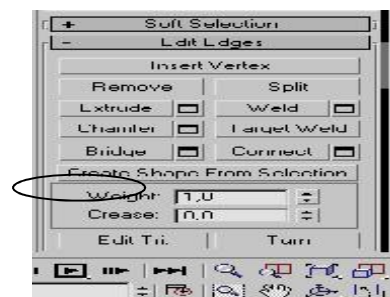 + Soft Selection
- Edit Edges
Insert Vertex
Remove Split
Extrude Weld
Chamfer Target Weld
Bridge Connect
Create Shape From Selection
Weight: 1,0
Crease: 0,0
Edit Tri. Turn